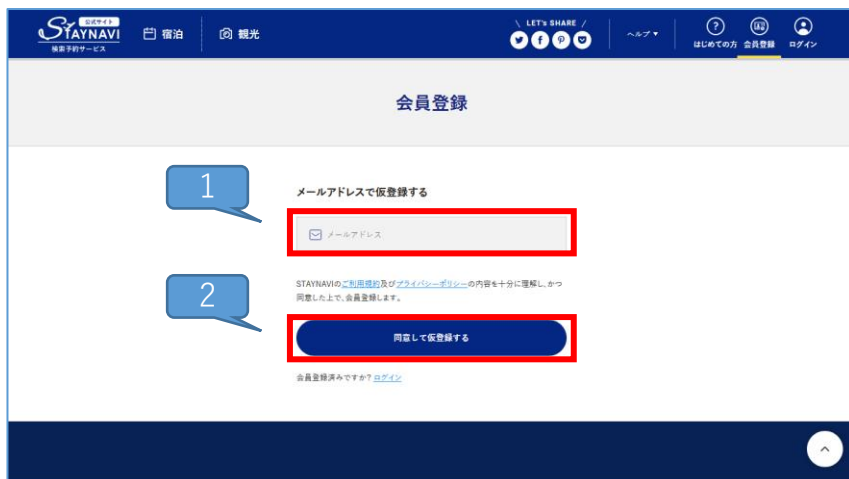 公式サイト
STAYNAVI
検索予約サービス
宿泊
観光
\ LET's SHARE /
ヘルプ ▾
はじめての方
会員登録
ログイン
会員登録
1
メールアドレスで仮登録する
メールアドレス
2
STAYNAVIのご利用規約及びプライバシーポリシーの内容を十分に理解し、かつ
同意した上で、会員登録します。
同意して仮登録する
会員登録済みですか? ログイン